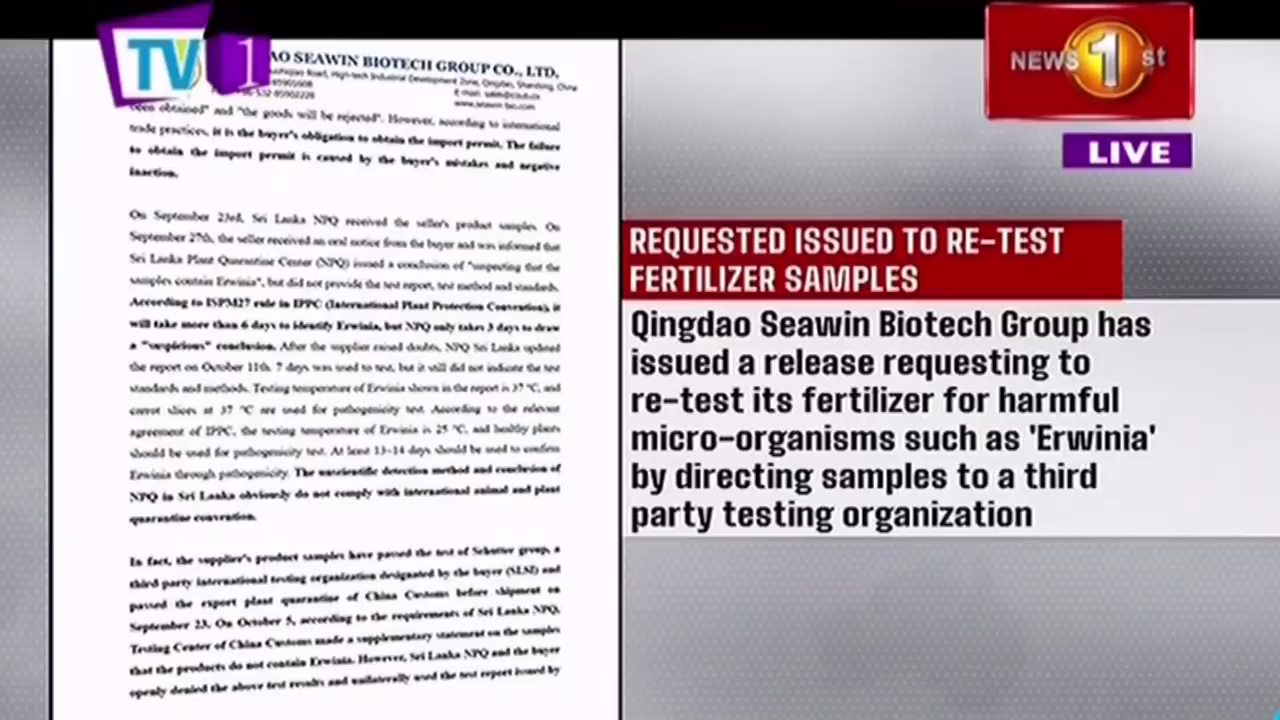 TV 1
NEWS 1st
LIVE
AO SEAWIN BIOTECH GROUP CO., LTD.
Road, High-tech Industrial Development Zone, Qingdao, Shandong, China
www.seawin-bio.com
been obtained" and "the goods will be rejected". However, according to international
trade practices, it is the buyer's obligation to obtain the import permit. The failure
to obtain the import permit is caused by the buyer's mistakes and negative
inaction.
On September 23rd, Sri Lanka NPQ received the seller's product samples. On
September 27th, the seller received an oral notice from the buyer and was informed that
Sri Lanka Plant Quarantine Center (NPQ) issued a conclusion of "suspecting that the
samples contain Erwinia", but did not provide the test report, test method and standards.
According to ISPM27 rule in IPPC (International Plant Protection Convention), it
will take more than 6 days to identify Erwinia, but NPQ only takes 3 days to draw
a "suspicious" conclusion. After the supplier raised doubts, NPQ Sri Lanka updated
the report on October 11th, 7 days was used to test, but it still did not indicate the test
standards and methods. Testing temperature of Erwinia shown in the report is 37 ℃, and
carrot slices at 37 ℃ are used for pathogenicity test. According to the relevant
agreement of IPPC, the testing temperature of Erwinia is 25 ℃, and healthy plants
should be used for pathogenicity test. At least 13-14 days should be used to confirm
Erwinia through pathogenicity. The unscientific detection method and conclusion of
NPQ in Sri Lanka obviously do not comply with international animal and plant
quarantine convention.
In fact, the supplier's product samples have passed the test of Schutter group, a
third party international testing organization designated by the buyer (SLSI) and
passed the export plant quarantine of China Customs before shipment on
September 23. On October 5, according to the requirements of Sri Lanka NPQ,
Testing Center of China Customs made a supplementary statement on the samples
that the products do not contain Erwinia. However, Sri Lanka NPQ and the buyer
openly denied the above test results and unilaterally used the test report issued by
REQUESTED ISSUED TO RE-TEST
FERTILIZER SAMPLES
Qingdao Seawin Biotech Group has
issued a release requesting to
re-test its fertilizer for harmful
micro-organisms such as 'Erwinia'
by directing samples to a third
party testing organization